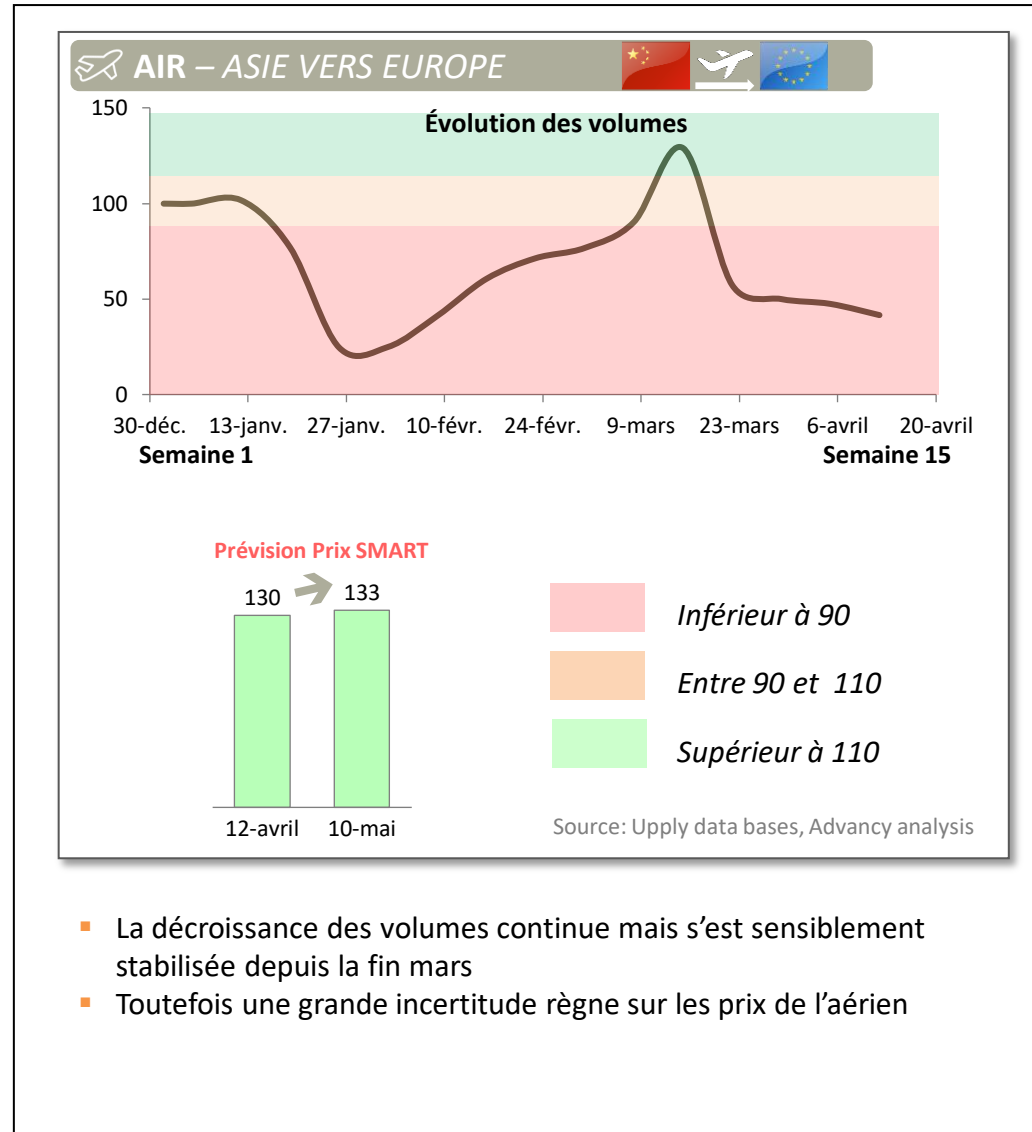 AIR – ASIE VERS EUROPE
Évolution des volumes
150
100
50
0
30-déc. 13-janv. 27-janv. 10-févr. 24-févr. 9-mars 23-mars 6-avril 20-avril
Semaine 1 Semaine 15
Prévision Prix SMART
130 133
12-avril 10-mai
Inférieur à 90
Entre 90 et 110
Supérieur à 110
Source: Upply data bases, Advancy analysis
▪ La décroissance des volumes continue mais s’est sensiblement
stabilisée depuis la fin mars
▪ Toutefois une grande incertitude règne sur les prix de l’aérien